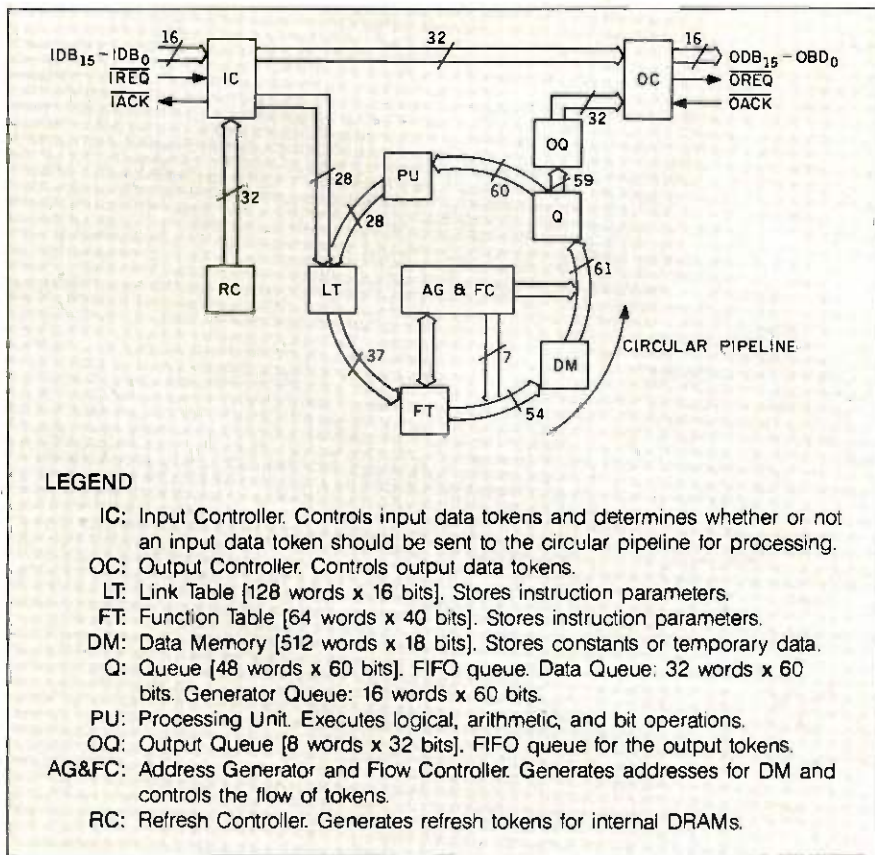 16
32
16
IDB15-IDB0
IREQ
IACK
IC
OC
ODB15-OBD0
OREQ
OACK
32
OQ
28
PU
60
59
Q
32
28
61
RC
LT
AG & FC
37
7
DM
CIRCULAR PIPELINE
FT
54
LEGEND
IC: Input Controller. Controls input data tokens and determines whether or not
an input data token should be sent to the circular pipeline for processing.
OC: Output Controller. Controls output data tokens.
LT: Link Table [128 words x 16 bits]. Stores instruction parameters.
FT: Function Table [64 words x 40 bits]. Stores instruction parameters.
DM: Data Memory [512 words x 18 bits]. Stores constants or temporary data.
Q: Queue [48 words x 60 bits]. FIFO queue. Data Queue: 32 words x 60
bits. Generator Queue: 16 words x 60 bits.
PU: Processing Unit. Executes logical, arithmetic, and bit operations.
OQ: Output Queue [8 words x 32 bits]. FIFO queue for the output tokens.
AG&FC: Address Generator and Flow Controller. Generates addresses for DM and
controls the flow of tokens.
RC: Refresh Controller. Generates refresh tokens for internal DRAMs.